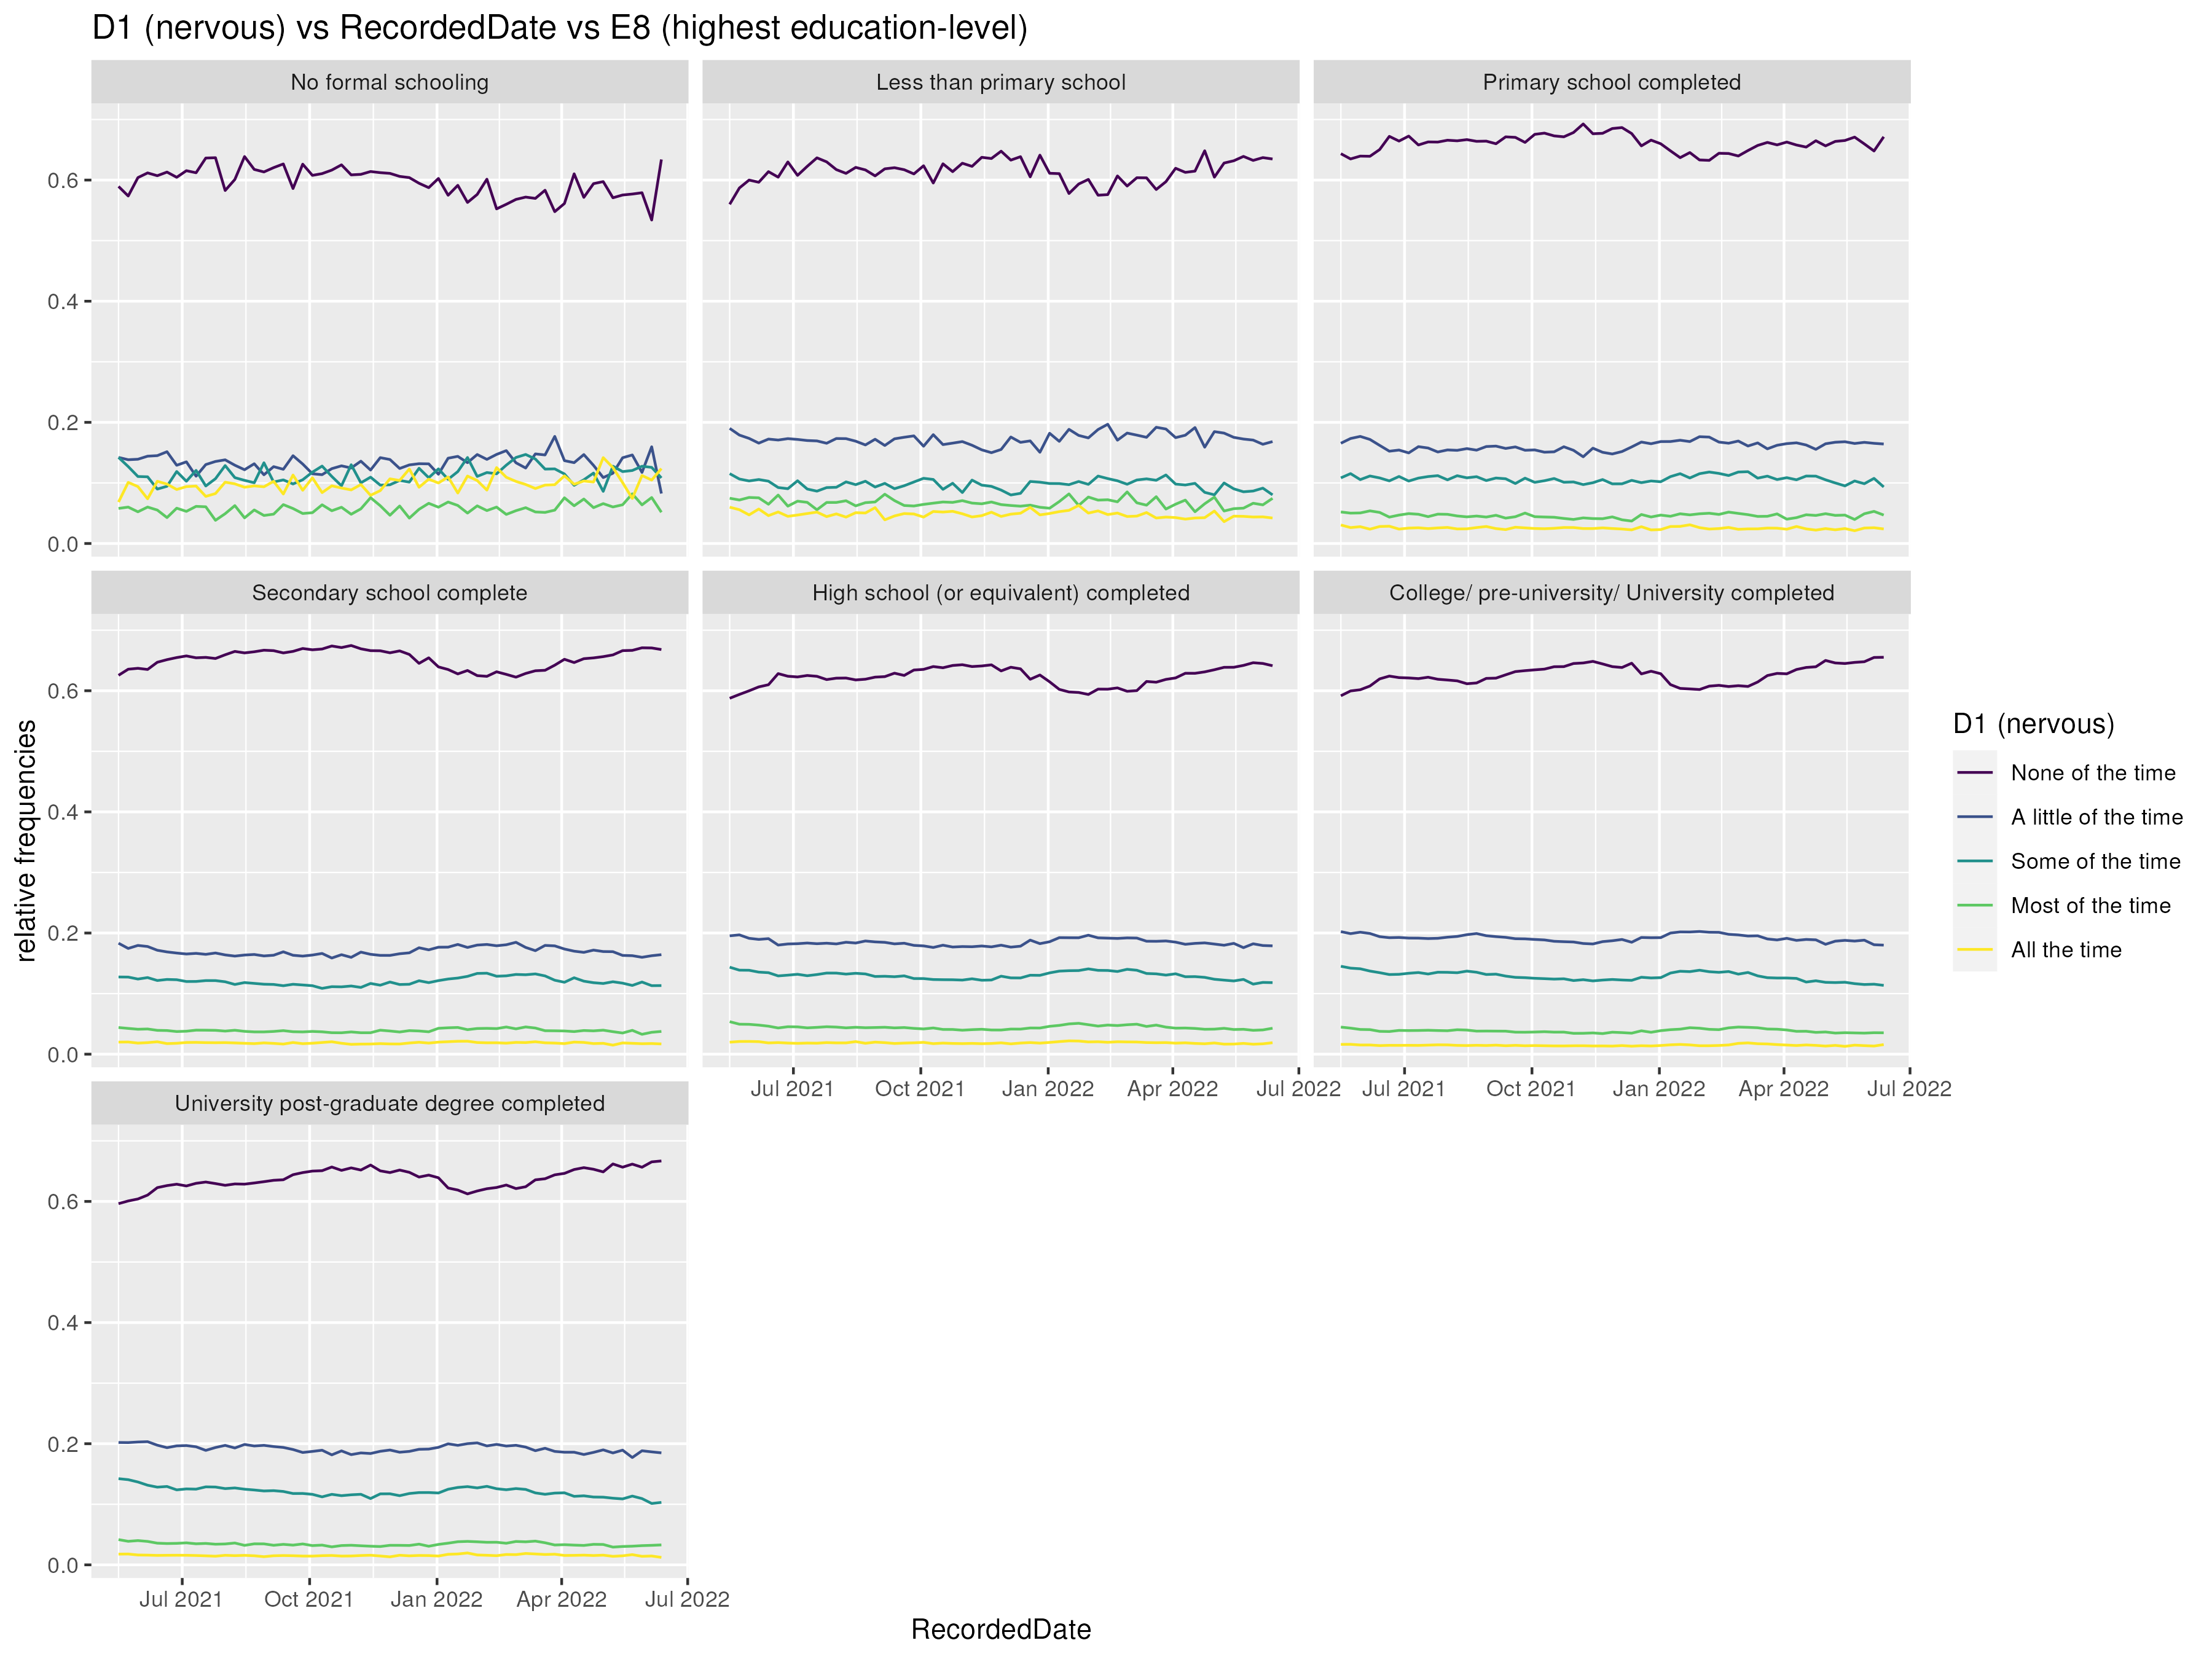 D1 (nervous) vs RecordedDate vs E8 (highest education-level)
No formal schooling
Less than primary school
Primary school completed
0.6
0.4
0.2
0.0
Secondary school complete
High school (or equivalent) completed
College/ pre-university/ University completed
0.6
0.4
0.2
0.0
relative frequencies
Jul 2021 Oct 2021 Jan 2022 Apr 2022 Jul 2022
Jul 2021 Oct 2021 Jan 2022 Apr 2022 Jul 2022
University post-graduate degree completed
0.6
0.4
0.2
0.0
Jul 2021 Oct 2021 Jan 2022 Apr 2022 Jul 2022
RecordedDate
D1 (nervous)
None of the time
A little of the time
Some of the time
Most of the time
All the time